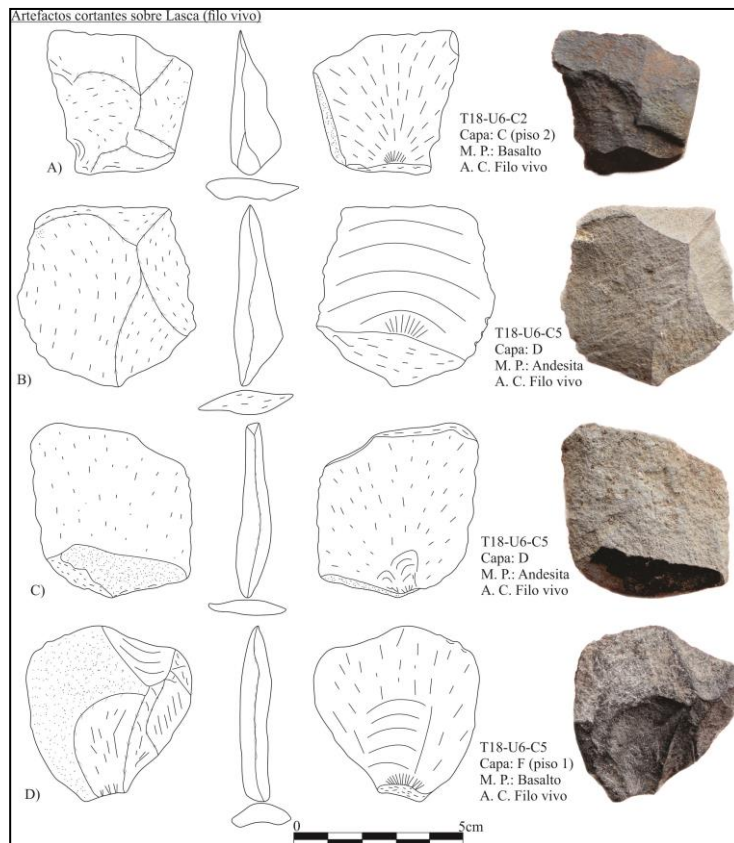 Artefactos cortantes sobre Lasca (filo vivo)
A)
T18-U6-C2
Capa: C (piso 2)
M. P.: Basalto
A. C. Filo vivo
B)
T18-U6-C5
Capa: D
M. P.: Andesita
A. C. Filo vivo
C)
T18-U6-C5
Capa: D
M. P.: Andesita
A. C. Filo vivo
D)
T18-U6-C5
Capa: F (piso 1)
M. P.: Basalto
A. C. Filo vivo
0 5cm